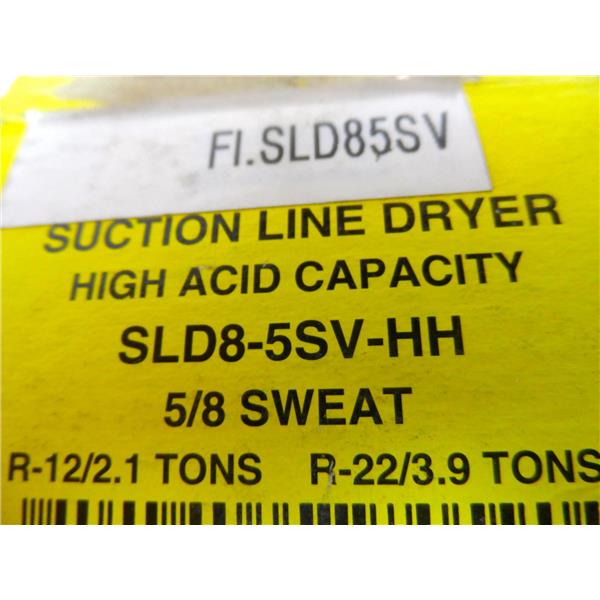 FI.SLD85SV
SUCTION LINE DRYER
HIGH ACID CAPACITY
SLD8-5SV-HH
5/8 SWEAT
R-12/2.1 TONS R-22/3.9 TONS